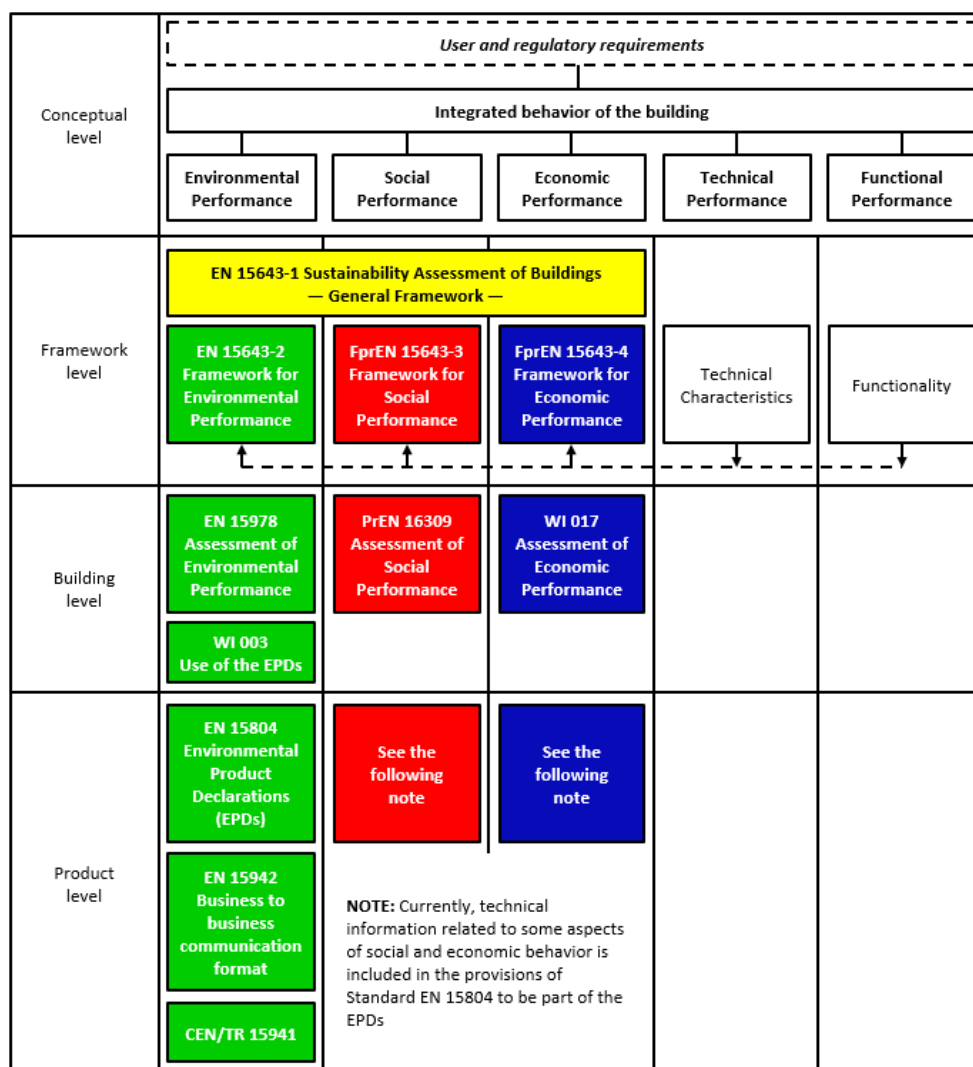 User and regulatory requirements
Conceptual
level
Integrated behavior of the building
Environmental
Performance
Social
Performance
Economic
Performance
Technical
Performance
Functional
Performance
Framework
level
EN 15643-1 Sustainability Assessment of Buildings
— General Framework —
EN 15643-2
Framework for
Environmental
Performance
FprEN 15643-3
Framework for
Social
Performance
FprEN 15643-4
Framework for
Economic
Performance
Technical
Characteristics
Functionality
Building
level
EN 15978
Assessment of
Environmental
Performance
PrEN 16309
Assessment of
Social
Performance
WI 017
Assessment of
Economic
Performance
WI 003
Use of the EPDs
Product
level
EN 15804
Environmental
Product
Declarations
(EPDs)
See the
following
note
See the
following
note
EN 15942
Business to
business
communication
format
NOTE: Currently, technical
information related to some aspects
of social and economic behavior is
included in the provisions of
Standard EN 15804 to be part of the
EPDs
CEN/TR 15941